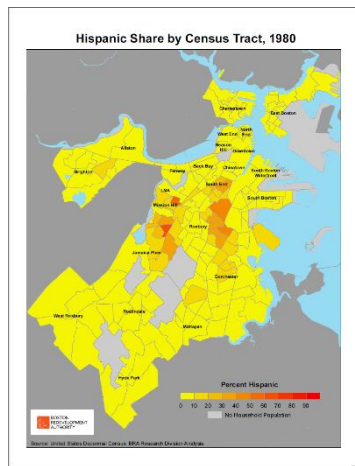 Hispanic Share by Census Tract, 1980
Charlestown
East Boston
North
End
West End
Allston
Beacon
Hill
Downtown
Brighton
Back Bay
Chinatown
Fenway
South Boston
Waterfront
LMA
South End
Mission Hill
South Boston
Roxbury
Jamaica Plain
Dorchester
West Roxbury
Roslindale
Mattapan
Hyde Park
Percent Hispanic
0 10 20 30 40 50 60 70 80 90
No Household Population
BOSTON
REDEVELOPMENT
AUTHORITY
Source: United States Decennial Census, BRA Research Division Analysis